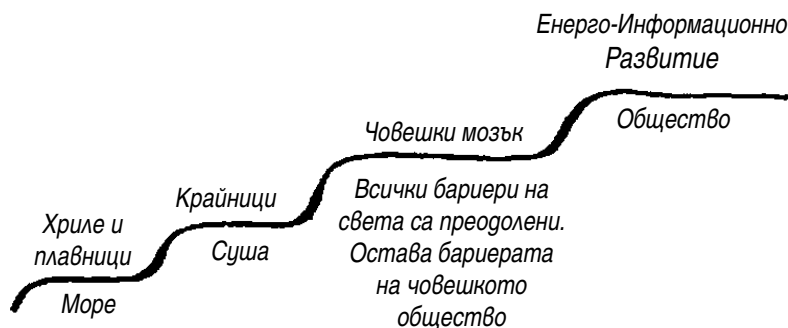 Хриле и
плавници
Море
Крайници
Суша
Човешки мозък
Всички бариери на
света са преодолени.
Остава бариерата
на човешкото
общество
Енерго-Информационно
Развитие
Общество